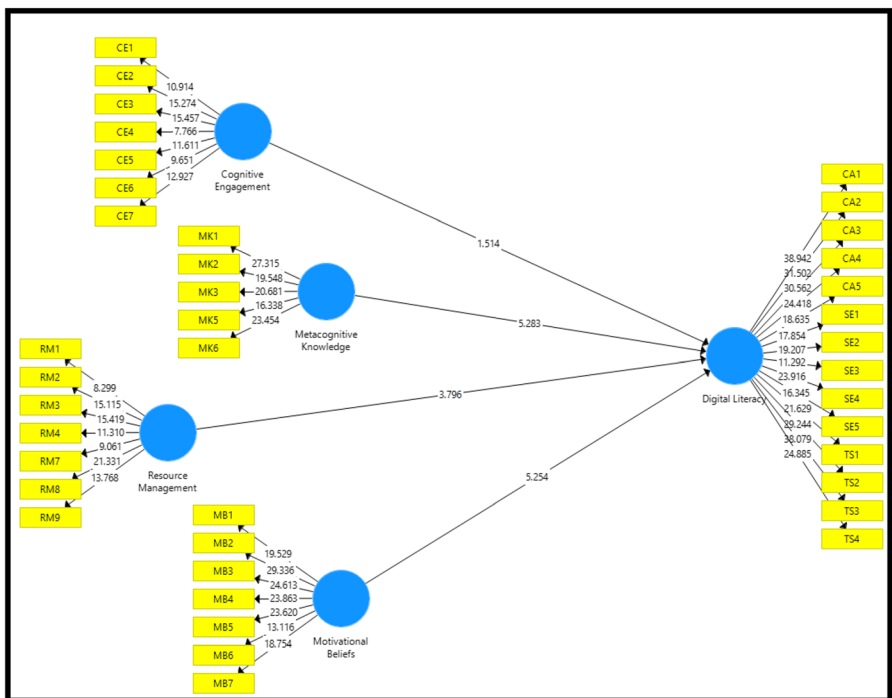 CE1
CE2
CE3
CE4
CE5
CE6
CE7
10.914
15.274
15.457
7.766
11.611
9.651
12.927
Cognitive
Engagement
MK1
MK2
MK3
MK5
MK6
27.315
19.548
20.681
16.338
23.454
Metacognitive
Knowledge
RM1
RM2
RM3
RM4
RM7
RM8
RM9
8.299
15.115
15.419
11.310
9.061
21.331
13.768
Resource
Management
MB1
MB2
MB3
MB4
MB5
MB6
MB7
19.529
29.336
24.613
23.863
23.620
13.116
18.754
Motivational
Beliefs
1.514
5.283
3.796
5.254
Digital Literacy
38.942
31.502
30.562
24.418
18.635
17.854
19.207
11.292
23.916
16.345
21.629
29.244
38.079
24.885
CA1
CA2
CA3
CA4
CA5
SE1
SE2
SE3
SE4
SE5
TS1
TS2
TS3
TS4